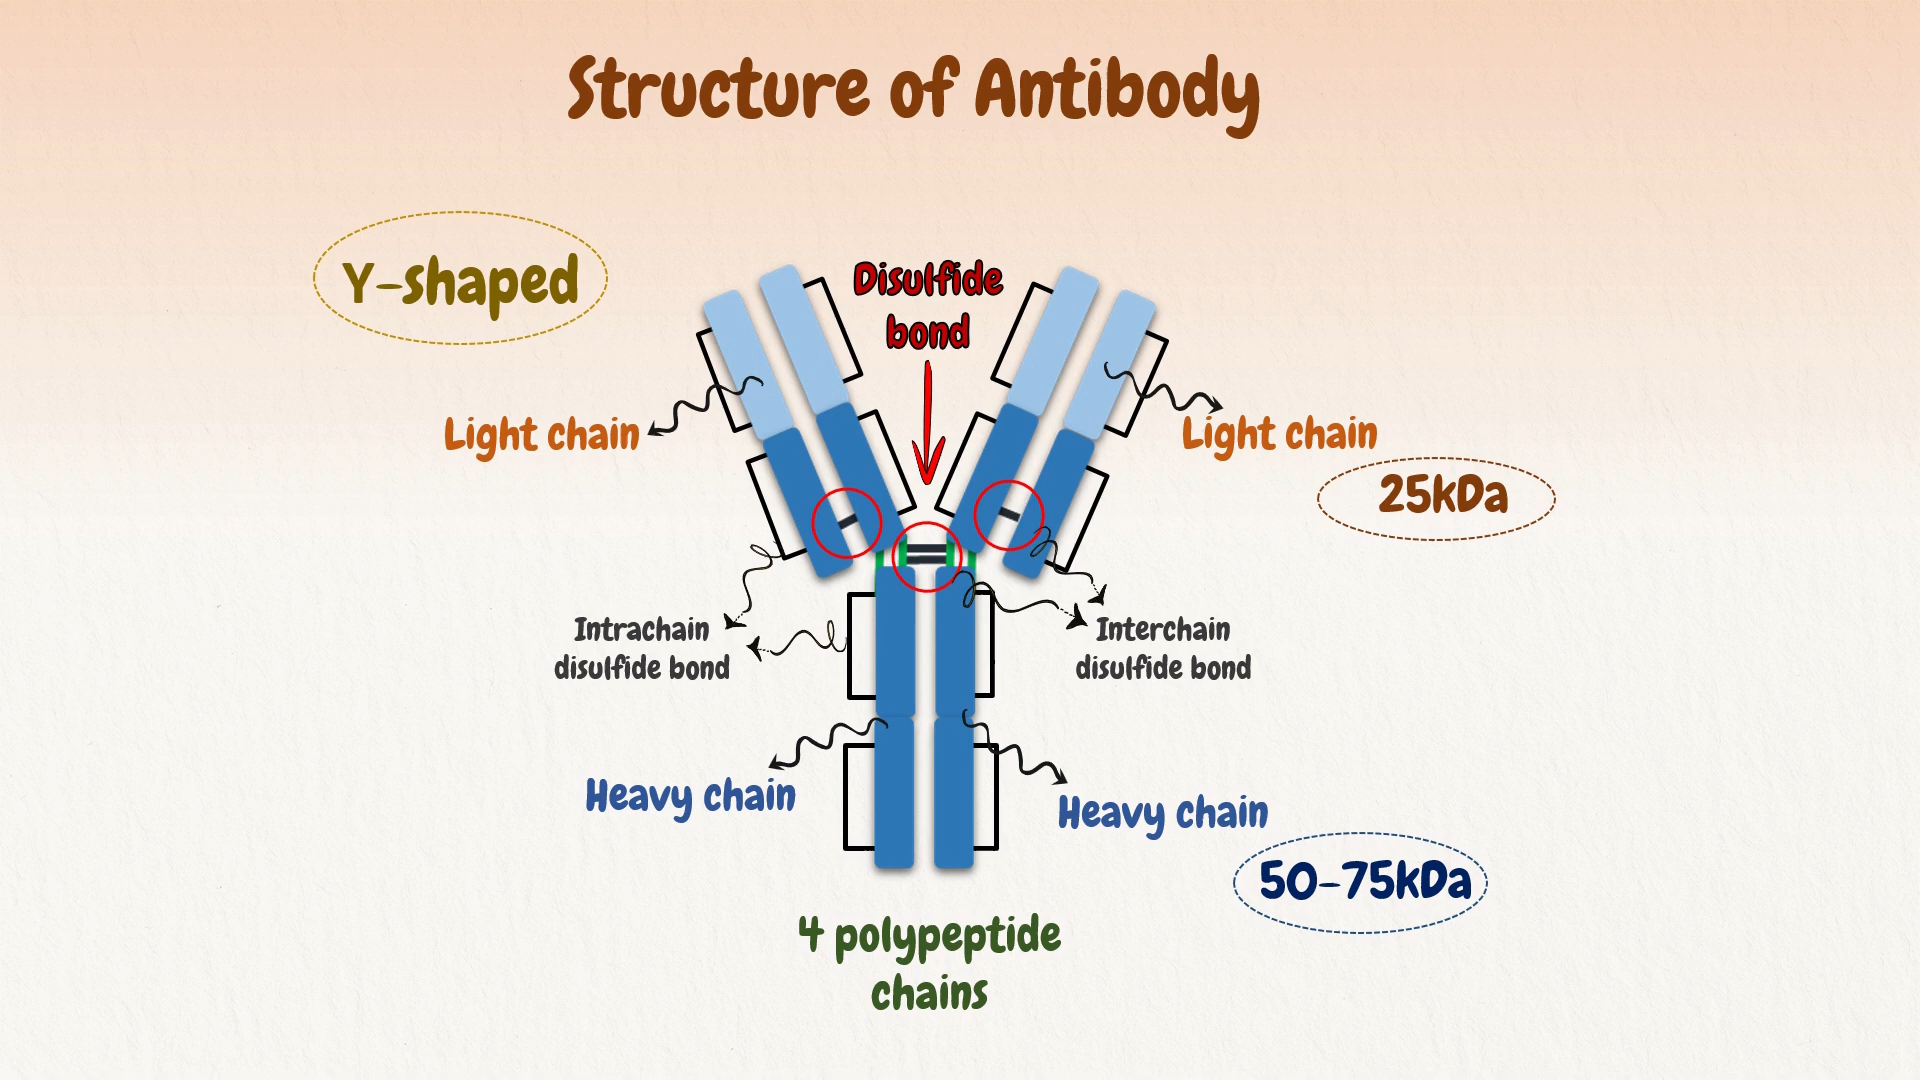 Structure of Antibody
Y-shaped
Disulfide
bond
Light chain
Light chain
25kDa
Intrachain
disulfide bond
Interchain
disulfide bond
Heavy chain
Heavy chain
50-75kDa
4 polypeptide
chains